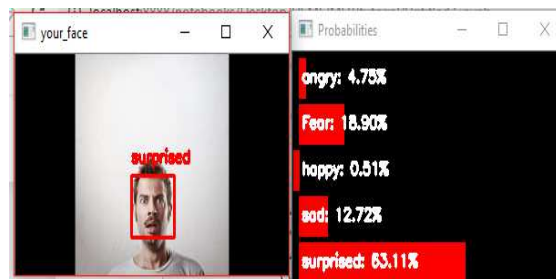 your_face
surprised
Probabilities
angry: 4.75%
Fear: 18.90%
happy: 0.51%
sad: 12.72%
surprised: 63.11%